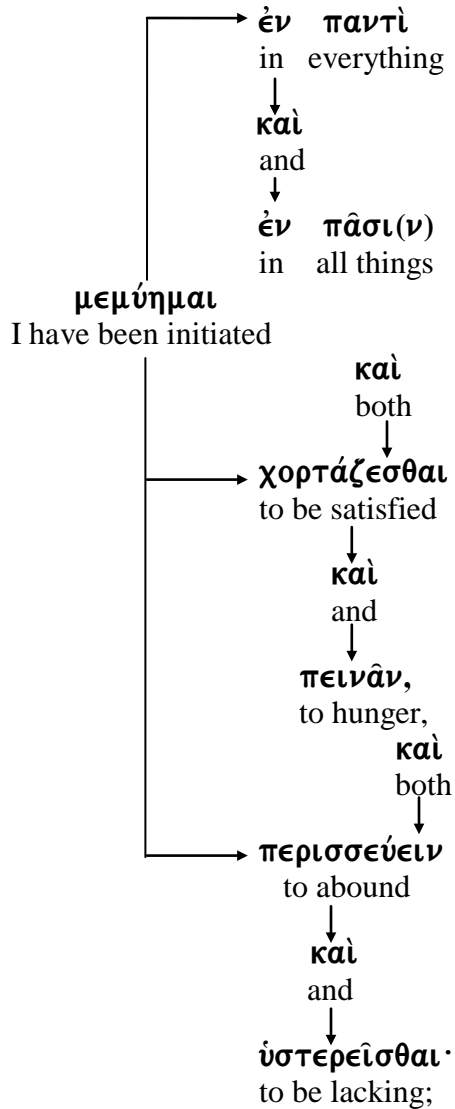 ἐν παντὶ
in everything
καὶ
and
ἐν πᾶσι(ν)
in all things
μεμύημαι
I have been initiated
καὶ
both
χορτάζεσθαι
to be satisfied
καὶ
and
πεινᾶν,
to hunger,
καὶ
both
περισσεύειν
to abound
καὶ
and
ὑστερεῖσθαι·
to be lacking;